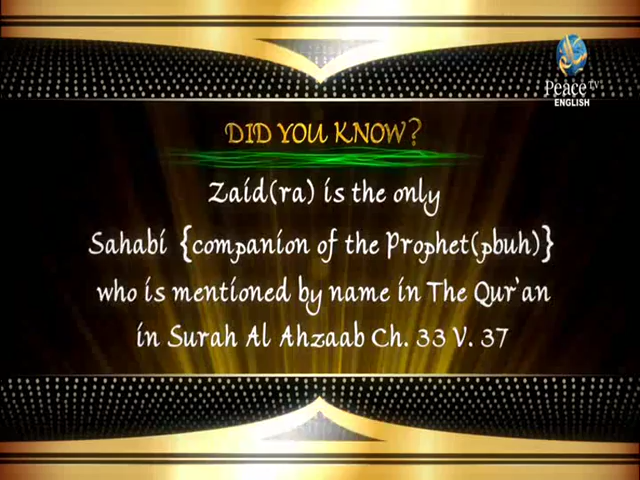 Peace TV
ENGLISH
DID YOU KNOW?
Zaid(ra) is the only
Sahabi {companion of the Prophet(pbuh)}
who is mentioned by name in The Qur'an
in Surah Al Ahzaab Ch. 33 V. 37